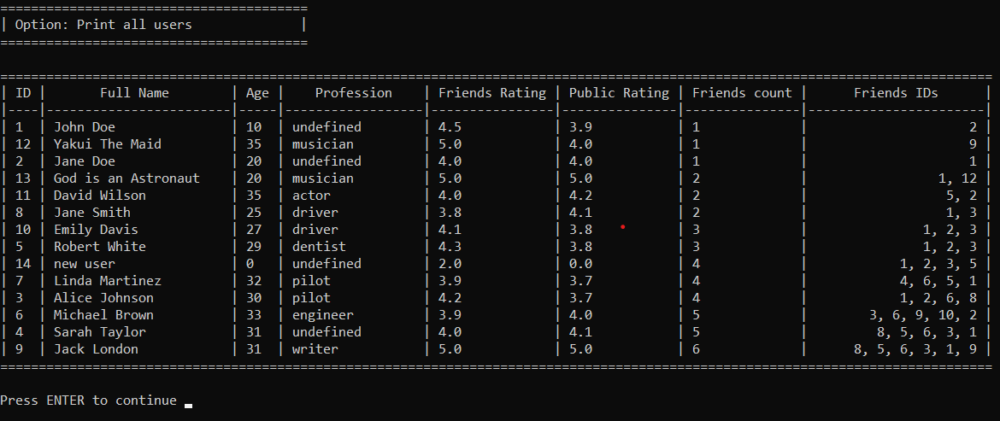 ========================================
| Option: Print all users              |
========================================
=================================================================================================================================
| ID |       Full Name        | Age |    Profession    | Friends Rating | Public Rating | Friends count |      Friends IDs      |
|----|------------------------|-----|------------------|----------------|---------------|---------------|-----------------------|
| 1  | John Doe               | 10  | undefined        | 4.5            | 3.9           | 1             |                     2 |
| 12 | Yakui The Maid         | 35  | musician         | 5.0            | 4.0           | 1             |                     9 |
| 2  | Jane Doe               | 20  | undefined        | 4.0            | 4.0           | 1             |                     1 |
| 13 | God is an Astronaut    | 20  | musician         | 5.0            | 5.0           | 2             |                 1, 12 |
| 11 | David Wilson           | 35  | actor            | 4.0            | 4.2           | 2             |                  5, 2 |
| 8  | Jane Smith             | 25  | driver           | 3.8            | 4.1           | 2             |                  1, 3 |
| 10 | Emily Davis            | 27  | driver           | 4.1            | 3.8           | 3             |               1, 2, 3 |
| 5  | Robert White           | 29  | dentist          | 4.3            | 3.8           | 3             |               1, 2, 3 |
| 14 | new user               | 0   | undefined        | 2.0            | 0.0           | 4             |            1, 2, 3, 5 |
| 7  | Linda Martinez         | 32  | pilot            | 3.9            | 3.7           | 4             |            4, 6, 5, 1 |
| 3  | Alice Johnson          | 30  | pilot            | 4.2            | 3.7           | 4             |            1, 2, 6, 8 |
| 6  | Michael Brown          | 33  | engineer         | 3.9            | 4.0           | 5             |        3, 6, 9, 10, 2 |
| 4  | Sarah Taylor           | 31  | undefined        | 4.0            | 4.1           | 5             |         8, 5, 6, 3, 1 |
| 9  | Jack London            | 31  | writer           | 5.0            | 5.0           | 6             |      8, 5, 6, 3, 1, 9 |
=================================================================================================================================
Press ENTER to continue